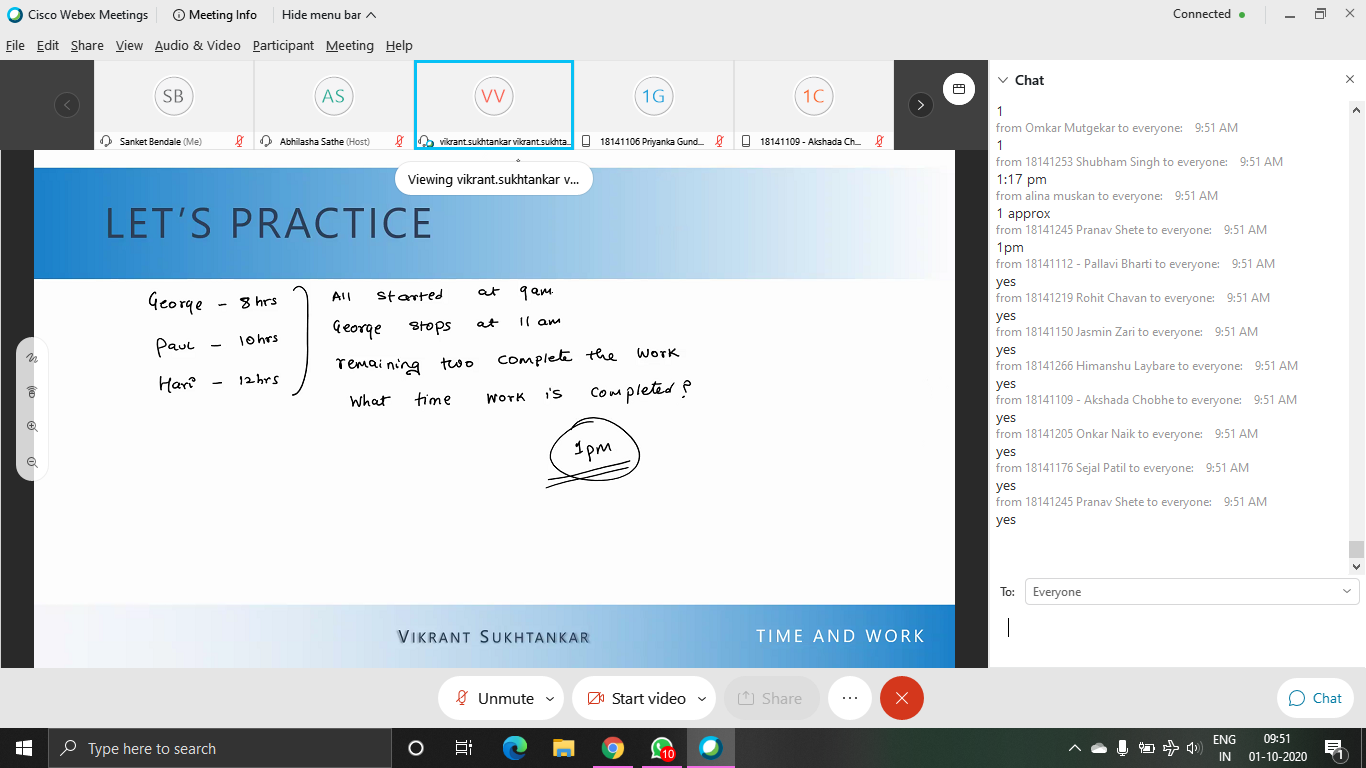 Cisco Webex Meetings
Meeting Info
Hide menu bar
Connected
File Edit Share View Audio & Video Participant Meeting Help
SB
AS
VV
1G
1C
Sanket Bendale (Me)
Abhilasha Sathe (Host)
vikrant.sukhtankar vikrant.sukhta...
18141106 Priyanka Gund...
18141109 - Akshada Ch...
Viewing vikrant.sukhtankar v...
LET'S PRACTICE
George - 8hrs
Paul - 10hrs
Hari - 12hrs
All started at 9am
George stops at 11 am
remaining two complete the work
What time work is completed?
1pm
VIKRANT SUKHTANKAR
TIME AND WORK
Chat
1
from Omkar Mutgekar to everyone: 9:51 AM
1
from 18141253 Shubham Singh to everyone: 9:51 AM
1:17 pm
from alina muskan to everyone: 9:51 AM
1 approx
from 18141245 Pranav Shete to everyone: 9:51 AM
1pm
from 18141112 - Pallavi Bharti to everyone: 9:51 AM
yes
from 18141219 Rohit Chavan to everyone: 9:51 AM
yes
from 18141150 Jasmin Zari to everyone: 9:51 AM
yes
from 18141266 Himanshu Laybare to everyone: 9:51 AM
yes
from 18141109 - Akshada Chobhe to everyone: 9:51 AM
yes
from 18141205 Onkar Naik to everyone: 9:51 AM
yes
from 18141176 Sejal Patil to everyone: 9:51 AM
yes
from 18141245 Pranav Shete to everyone: 9:51 AM
yes
To: Everyone
Unmute
Start video
Share
Chat
Type here to search
10
ENG
IN
09:51
01-10-2020
1